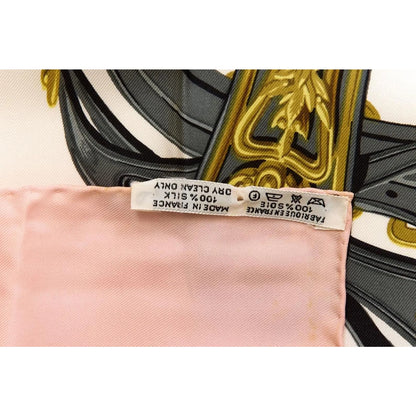 FABRIQUE EN FRANCE
100% SOIE
MADE IN FRANCE
100% SILK
DRY CLEAN ONLY